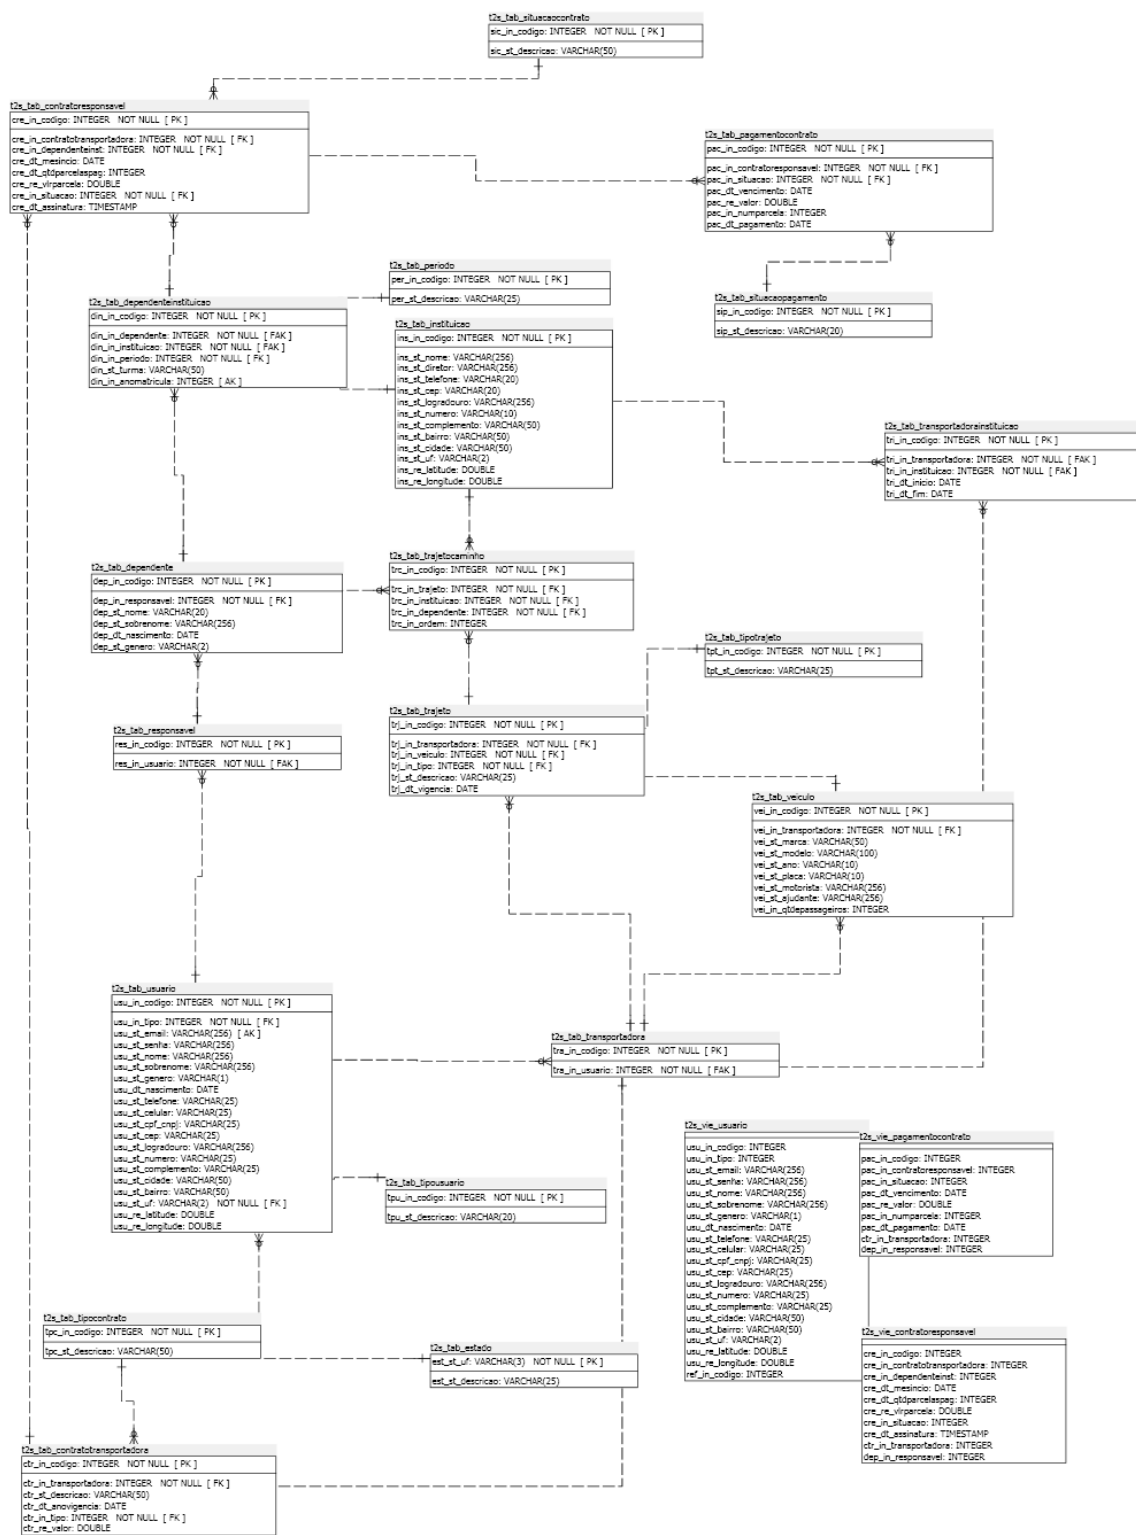 t2s_tab_situacaocontrato
sic_in_codigo: INTEGER NOT NULL [ PK ]
sic_st_descricao: VARCHAR(50)
t2s_tab_contratoresponsavel
cre_in_codigo: INTEGER NOT NULL [ PK ]
cre_in_contratotransportadora: INTEGER NOT NULL [ FK ]
cre_in_dependenteinst: INTEGER NOT NULL [ FK ]
cre_dt_mesincio: DATE
cre_dt_qtdparcelaspag: INTEGER
cre_re_vlrparcela: DOUBLE
cre_in_situacao: INTEGER NOT NULL [ FK ]
cre_dt_assinatura: TIMESTAMP
t2s_tab_pagamentocontrato
pac_in_codigo: INTEGER NOT NULL [ PK ]
pac_in_contratoresponsavel: INTEGER NOT NULL [ FK ]
pac_in_situacao: INTEGER NOT NULL [ FK ]
pac_dt_vencimento: DATE
pac_re_valor: DOUBLE
pac_in_numparcela: INTEGER
pac_dt_pagamento: DATE
t2s_tab_periodo
per_in_codigo: INTEGER NOT NULL [ PK ]
per_st_descricao: VARCHAR(25)
t2s_tab_situacaopagamento
sip_in_codigo: INTEGER NOT NULL [ PK ]
sip_st_descricao: VARCHAR(20)
t2s_tab_dependenteinstituicao
din_in_codigo: INTEGER NOT NULL [ PK ]
din_in_dependente: INTEGER NOT NULL [ FAK ]
din_in_instituicao: INTEGER NOT NULL [ FAK ]
din_in_periodo: INTEGER NOT NULL [ FK ]
din_st_turma: VARCHAR(50)
din_in_anomatricula: INTEGER [ AK ]
t2s_tab_instituicao
ins_in_codigo: INTEGER NOT NULL [ PK ]
ins_st_nome: VARCHAR(256)
ins_st_diretor: VARCHAR(256)
ins_st_telefone: VARCHAR(20)
ins_st_cep: VARCHAR(20)
ins_st_logradouro: VARCHAR(256)
ins_st_numero: VARCHAR(10)
ins_st_complemento: VARCHAR(50)
ins_st_bairro: VARCHAR(50)
ins_st_cidade: VARCHAR(50)
ins_st_uf: VARCHAR(2)
ins_re_latitude: DOUBLE
ins_re_longitude: DOUBLE
t2s_tab_transportadorainstituicao
tri_in_codigo: INTEGER NOT NULL [ PK ]
tri_in_transportadora: INTEGER NOT NULL [ FAK ]
tri_in_instituicao: INTEGER NOT NULL [ FAK ]
tri_dt_inicio: DATE
tri_dt_fim: DATE
t2s_tab_dependente
dep_in_codigo: INTEGER NOT NULL [ PK ]
dep_in_responsavel: INTEGER NOT NULL [ FK ]
dep_st_nome: VARCHAR(20)
dep_st_sobrenome: VARCHAR(256)
dep_dt_nascimento: DATE
dep_st_genero: VARCHAR(2)
t2s_tab_trajetocaminho
trc_in_codigo: INTEGER NOT NULL [ PK ]
trc_in_trajeto: INTEGER NOT NULL [ FK ]
trc_in_instituicao: INTEGER NOT NULL [ FK ]
trc_in_dependente: INTEGER NOT NULL [ FK ]
trc_in_ordem: INTEGER
t2s_tab_tipotrajeto
tpt_in_codigo: INTEGER NOT NULL [ PK ]
tpt_st_descricao: VARCHAR(25)
t2s_tab_responsavel
res_in_codigo: INTEGER NOT NULL [ PK ]
res_in_usuario: INTEGER NOT NULL [ FAK ]
t2s_tab_trajeto
trj_in_codigo: INTEGER NOT NULL [ PK ]
trj_in_transportadora: INTEGER NOT NULL [ FK ]
trj_in_veiculo: INTEGER NOT NULL [ FK ]
trj_in_tipo: INTEGER NOT NULL [ FK ]
trj_st_descricao: VARCHAR(25)
trj_dt_vigencia: DATE
t2s_tab_veiculo
vei_in_codigo: INTEGER NOT NULL [ PK ]
vei_in_transportadora: INTEGER NOT NULL [ FK ]
vei_st_marca: VARCHAR(50)
vei_st_modelo: VARCHAR(100)
vei_st_ano: VARCHAR(10)
vei_st_placa: VARCHAR(10)
vei_st_motorista: VARCHAR(256)
vei_st_ajudante: VARCHAR(256)
vei_in_qtdepassageiros: INTEGER
t2s_tab_usuario
usu_in_codigo: INTEGER NOT NULL [ PK ]
usu_in_tipo: INTEGER NOT NULL [ FK ]
usu_st_email: VARCHAR(256) [ AK ]
usu_st_senha: VARCHAR(256)
usu_st_nome: VARCHAR(256)
usu_st_sobrenome: VARCHAR(256)
usu_st_genero: VARCHAR(1)
usu_dt_nascimento: DATE
usu_st_telefone: VARCHAR(25)
usu_st_celular: VARCHAR(25)
usu_st_cpf_cnpj: VARCHAR(25)
usu_st_cep: VARCHAR(25)
usu_st_logradouro: VARCHAR(256)
usu_st_numero: VARCHAR(25)
usu_st_complemento: VARCHAR(25)
usu_st_cidade: VARCHAR(50)
usu_st_bairro: VARCHAR(50)
usu_st_uf: VARCHAR(2) NOT NULL [ FK ]
usu_re_latitude: DOUBLE
usu_re_longitude: DOUBLE
t2s_tab_transportadora
tra_in_codigo: INTEGER NOT NULL [ PK ]
tra_in_usuario: INTEGER NOT NULL [ FAK ]
t2s_tab_tipousuario
tpu_in_codigo: INTEGER NOT NULL [ PK ]
tpu_st_descricao: VARCHAR(20)
t2s_vie_usuario
usu_in_codigo: INTEGER
usu_in_tipo: INTEGER
usu_st_email: VARCHAR(256)
usu_st_senha: VARCHAR(256)
usu_st_nome: VARCHAR(256)
usu_st_sobrenome: VARCHAR(256)
usu_st_genero: VARCHAR(1)
usu_dt_nascimento: DATE
usu_st_telefone: VARCHAR(25)
usu_st_celular: VARCHAR(25)
usu_st_cpf_cnpj: VARCHAR(25)
usu_st_cep: VARCHAR(25)
usu_st_logradouro: VARCHAR(256)
usu_st_numero: VARCHAR(25)
usu_st_complemento: VARCHAR(25)
usu_st_cidade: VARCHAR(50)
usu_st_bairro: VARCHAR(50)
usu_st_uf: VARCHAR(2)
usu_re_latitude: DOUBLE
usu_re_longitude: DOUBLE
ref_in_codigo: INTEGER
t2s_vie_pagamentocontrato
pac_in_codigo: INTEGER
pac_in_contratoresponsavel: INTEGER
pac_in_situacao: INTEGER
pac_dt_vencimento: DATE
pac_re_valor: DOUBLE
pac_in_numparcela: INTEGER
pac_dt_pagamento: DATE
ctr_in_transportadora: INTEGER
dep_in_responsavel: INTEGER
t2s_tab_tipocontrato
tpc_in_codigo: INTEGER NOT NULL [ PK ]
tpc_st_descricao: VARCHAR(50)
t2s_tab_estado
est_st_uf: VARCHAR(3) NOT NULL [ PK ]
est_st_descricao: VARCHAR(25)
t2s_vie_contratoresponsavel
cre_in_codigo: INTEGER
cre_in_contratotransportadora: INTEGER
cre_in_dependenteinst: INTEGER
cre_dt_mesincio: DATE
cre_dt_qtdparcelaspag: INTEGER
cre_re_vlrparcela: DOUBLE
cre_in_situacao: INTEGER
cre_dt_assinatura: TIMESTAMP
ctr_in_transportadora: INTEGER
dep_in_responsavel: INTEGER
t2s_tab_contratotransportadora
ctr_in_codigo: INTEGER NOT NULL [ PK ]
ctr_in_transportadora: INTEGER NOT NULL [ FK ]
ctr_st_descricao: VARCHAR(50)
ctr_dt_anovigencia: DATE
ctr_in_tipo: INTEGER NOT NULL [ FK ]
ctr_re_valor: DOUBLE